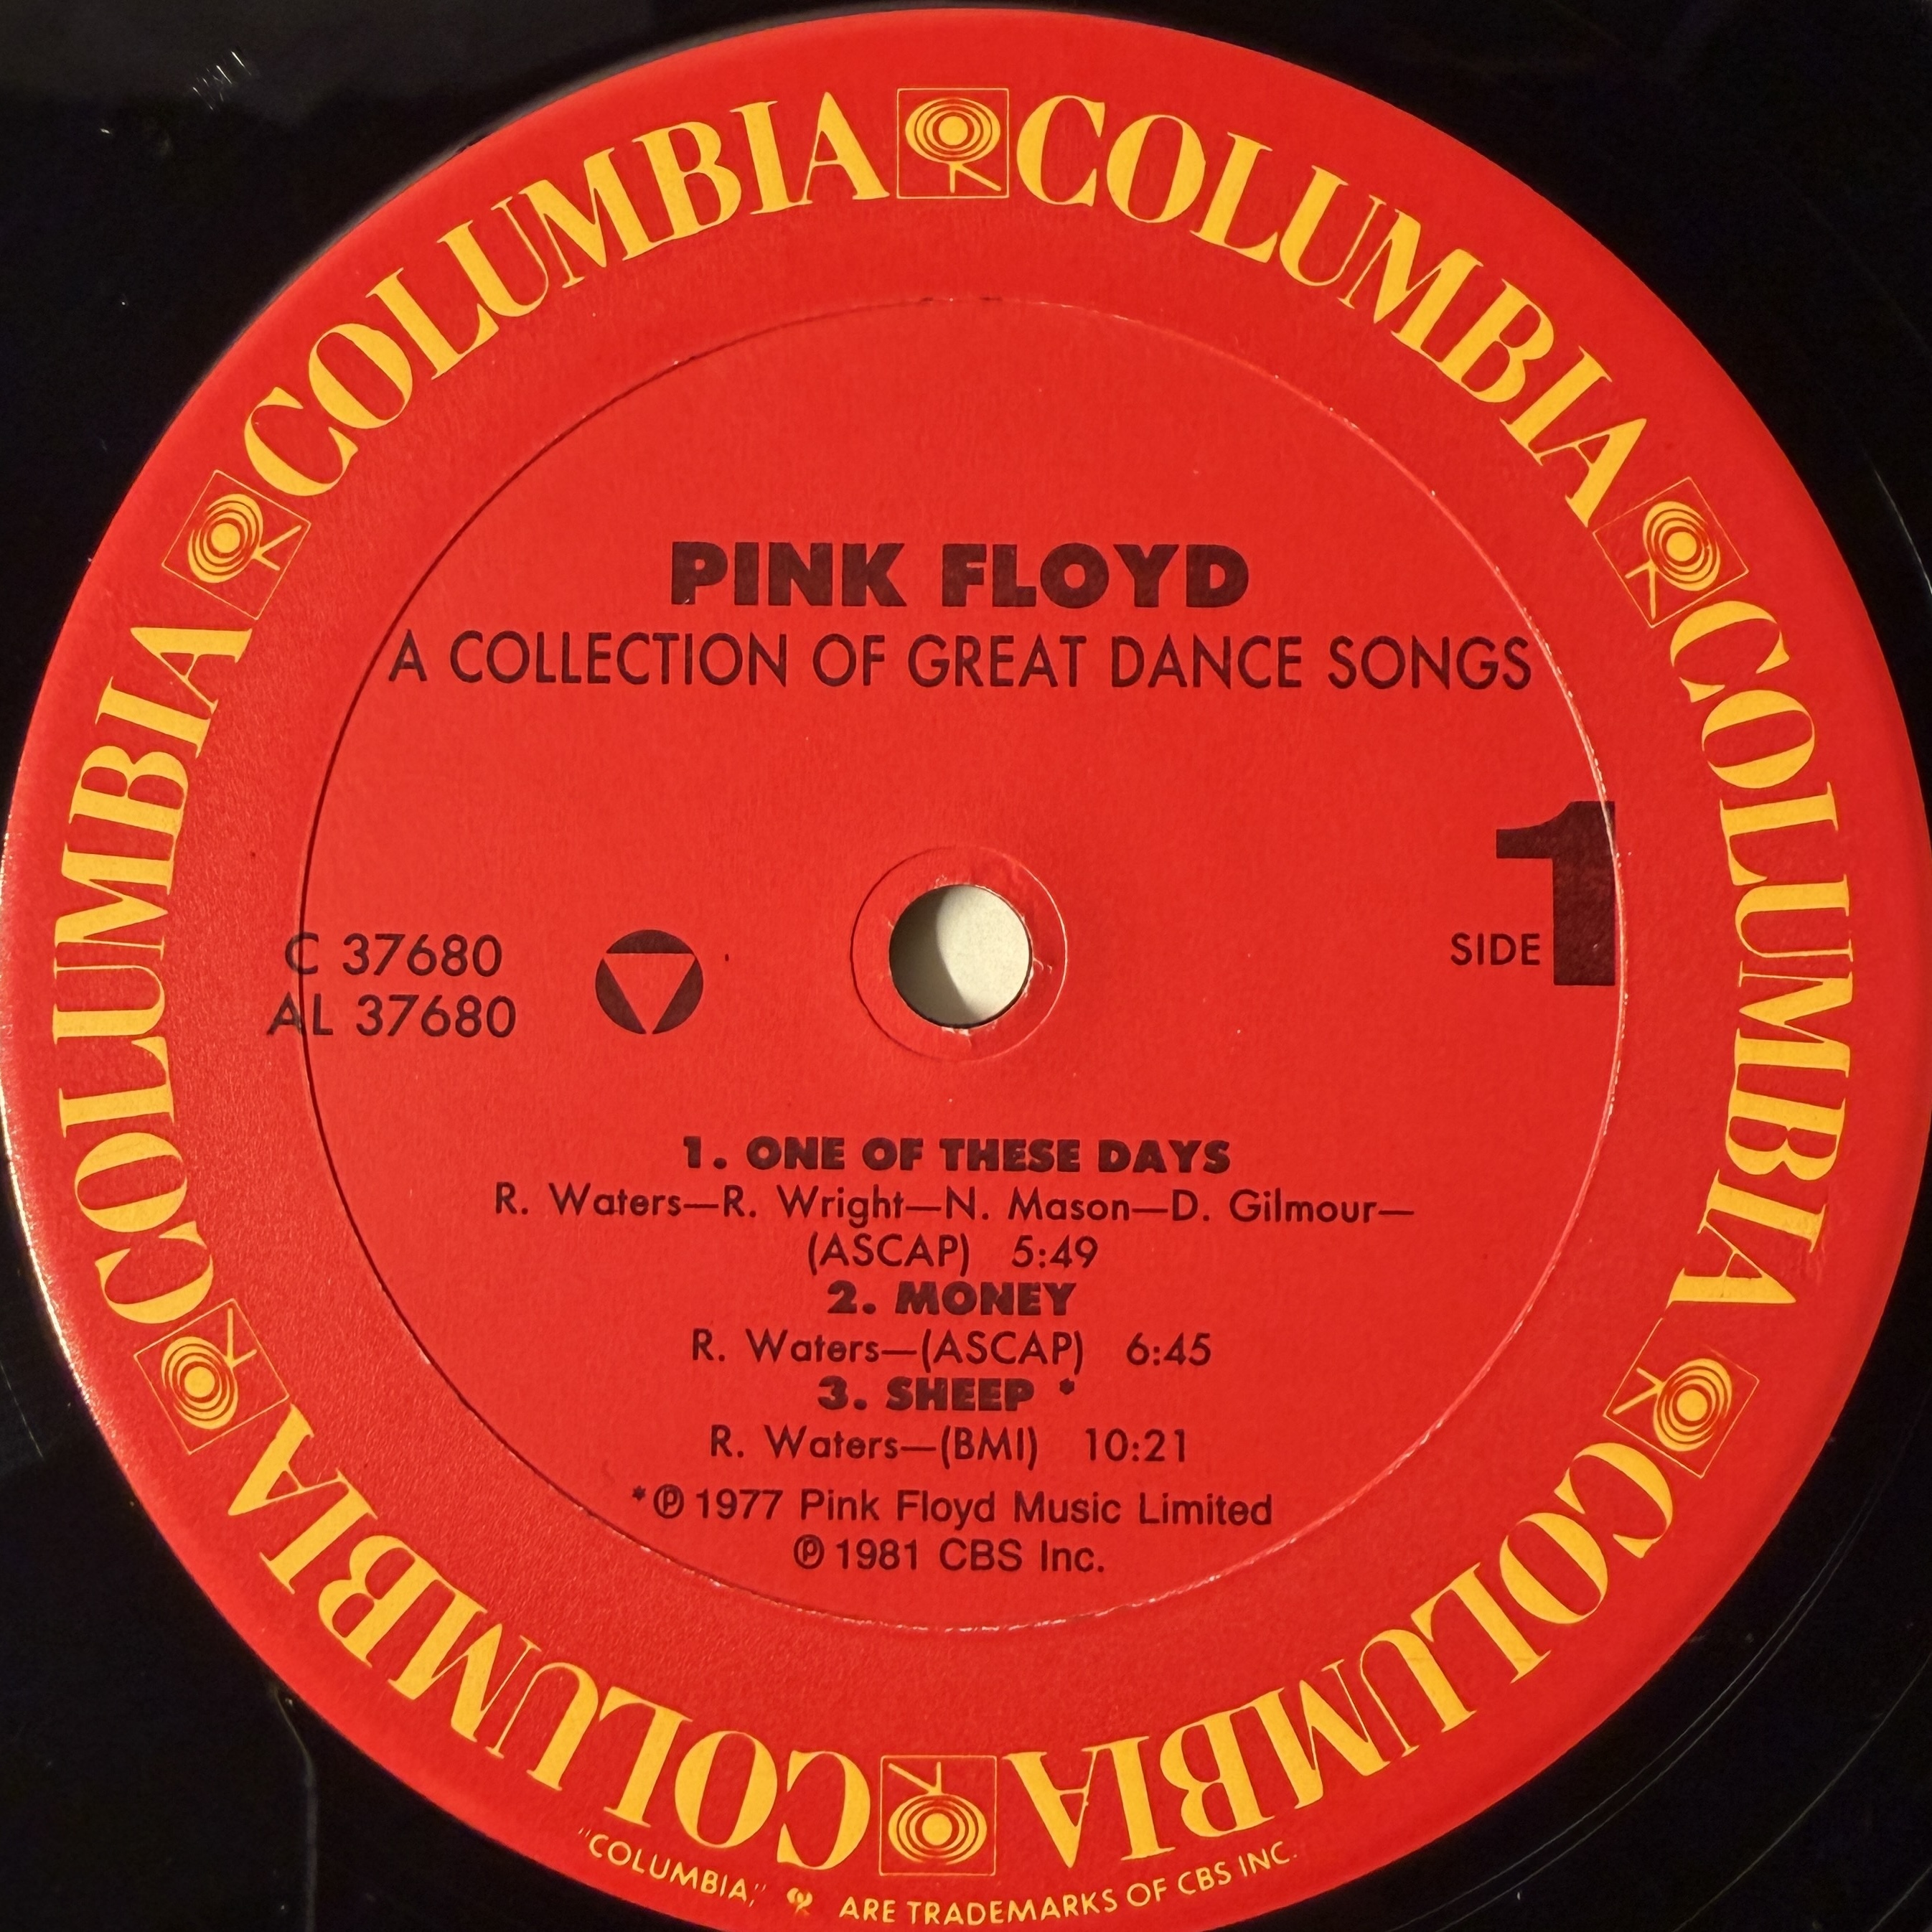 COLUMBIA COLUMBIA COLUMBIA COLUMBIA COLUMBIA COLUMBIA
PINK FLOYD
A COLLECTION OF GREAT DANCE SONGS
C 37680
AL 37680
SIDE 1
1. ONE OF THESE DAYS
R. Waters—R. Wright—N. Mason—D. Gilmour—
(ASCAP) 5:49
2. MONEY
R. Waters—(ASCAP) 6:45
3. SHEEP *
R. Waters—(BMI) 10:21
*℗ 1977 Pink Floyd Music Limited
℗ 1981 CBS Inc.
"COLUMBIA," ARE TRADEMARKS OF CBS INC.